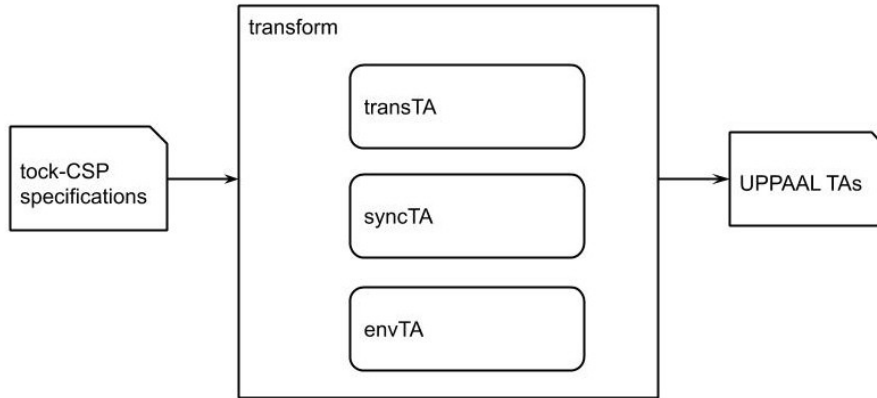 transform
transTA
tock-CSP
specifications
syncTA
UPPAAL TAs
envTA